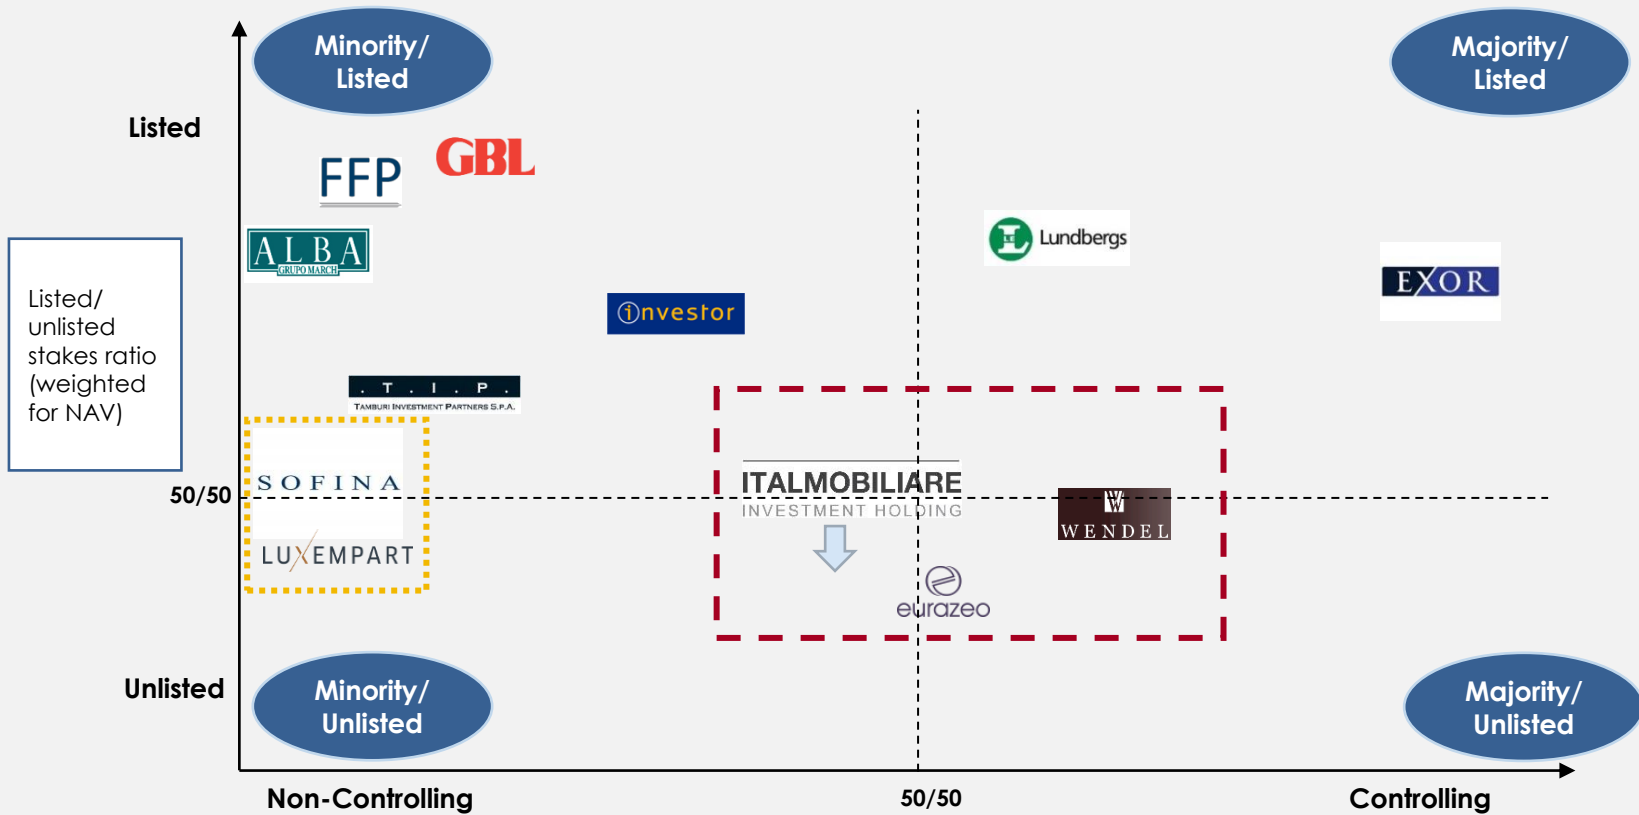 Minority/
Listed
Majority/
Listed
Listed
FFP
GBL
ALBA
GRUPO MARCH
Lundbergs
EXOR
Listed/
unlisted
stakes ratio
(weighted
for NAV)
investor
. T . I . P .
TAMBURI INVESTMENT PARTNERS S.P.A.
SOFINA
50/50
ITALMOBILIARE
INVESTMENT HOLDING
W
WENDEL
LUXEMPART
eurazeo
Unlisted
Minority/
Unlisted
Majority/
Unlisted
Non-Controlling
50/50
Controlling